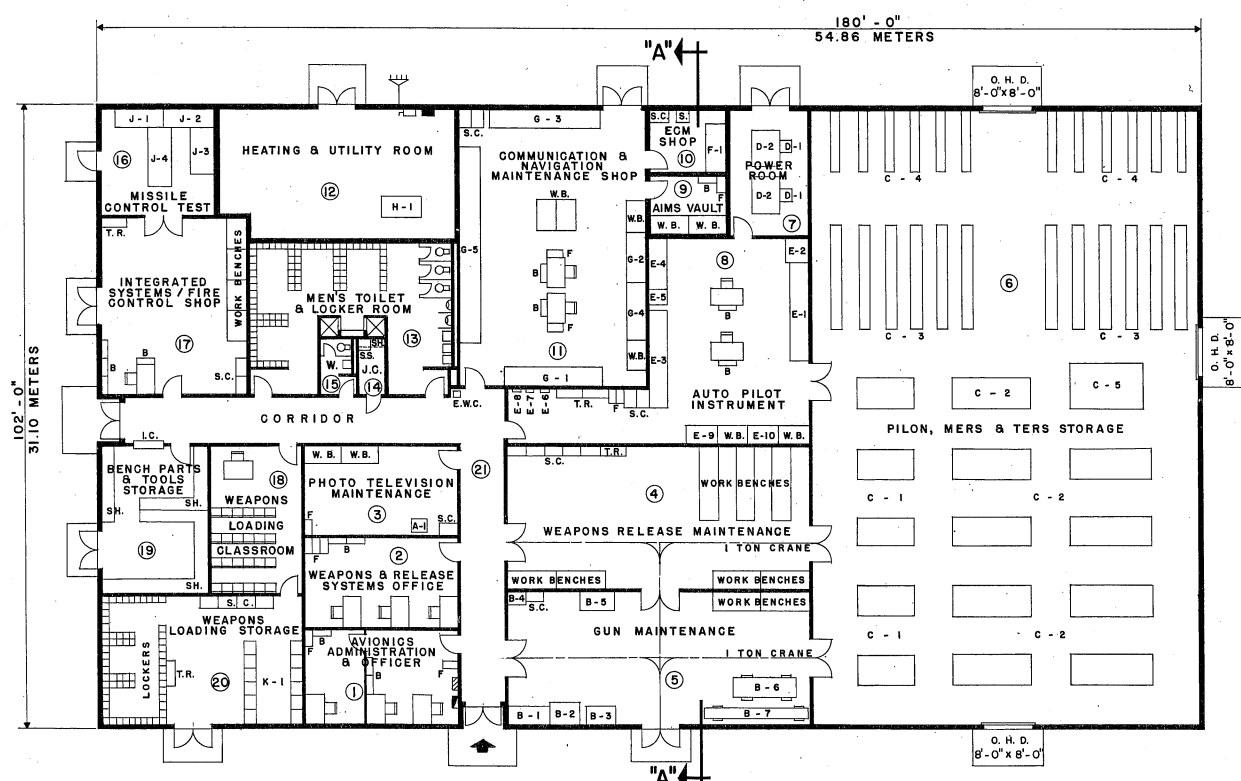 180' - 0"
54.86 METERS
"A"
O. H. D.
8'-0" x 8'-0"
J - 1
J - 2
S.C.
G - 3
S.C.
S.
16
J-4
J-3
HEATING & UTILITY ROOM
ECM
SHOP
10
F-1
D-2
D-1
POWER
ROOM
D-2
D-1
7
MISSILE
CONTROL TEST
12
H-1
COMMUNICATION &
NAVIGATION
MAINTENANCE SHOP
W.B.
9
B
F
AIMS VAULT
W. B.
W. B.
C - 4
C - 4
T. R.
WORK BENCHES
INTEGRATED
SYSTEMS / FIRE
CONTROL SHOP
17
B
B
S.C.
MEN'S TOILET
& LOCKER ROOM
13
SH.
S.S.
J.C.
W.
15
14
G-5
W.B.
G-2
G-4
W.B.
F
B
B
F
11
G - 1
E-4
E-5
E-3
8
B
B
E-2
E-1
6
C - 3
C - 3
O. H. D.
8'-0" x 8'-0"
102' - 0"
31.10 METERS
E.W.C.
E-8
E-7
E-6
T.R.
F
S.C.
AUTO PILOT
INSTRUMENT
C - 2
C - 5
CORRIDOR
I.C.
E-9
W.B.
E-10
W.B.
PILON, MERS & TERS STORAGE
BENCH PARTS
& TOOLS
STORAGE
SH.
SH.
19
SH.
18
WEAPONS
LOADING
CLASSROOM
W. B.
W. B.
PHOTO TELEVISION
MAINTENANCE
3
A-1
S.C.
F
21
S.C.
T.R.
4
WORK BENCHES
WEAPONS RELEASE MAINTENANCE
1 TON CRANE
C - 1
C - 2
F
B
2
WEAPONS & RELEASE
SYSTEMS OFFICE
WORK BENCHES
WORK BENCHES
B-4
S.C.
B-5
WORK BENCHES
S. C.
WEAPONS
LOADING STORAGE
LOCKERS
T.R.
20
K-1
B
F
AVIONICS
ADMINISTRATION
& OFFICER
B
F
1
GUN MAINTENANCE
1 TON CRANE
C - 1
C - 2
5
B - 6
B - 7
B - 1
B-2
B-3
"A"
O. H. D.
8'-0" x 8'-0"